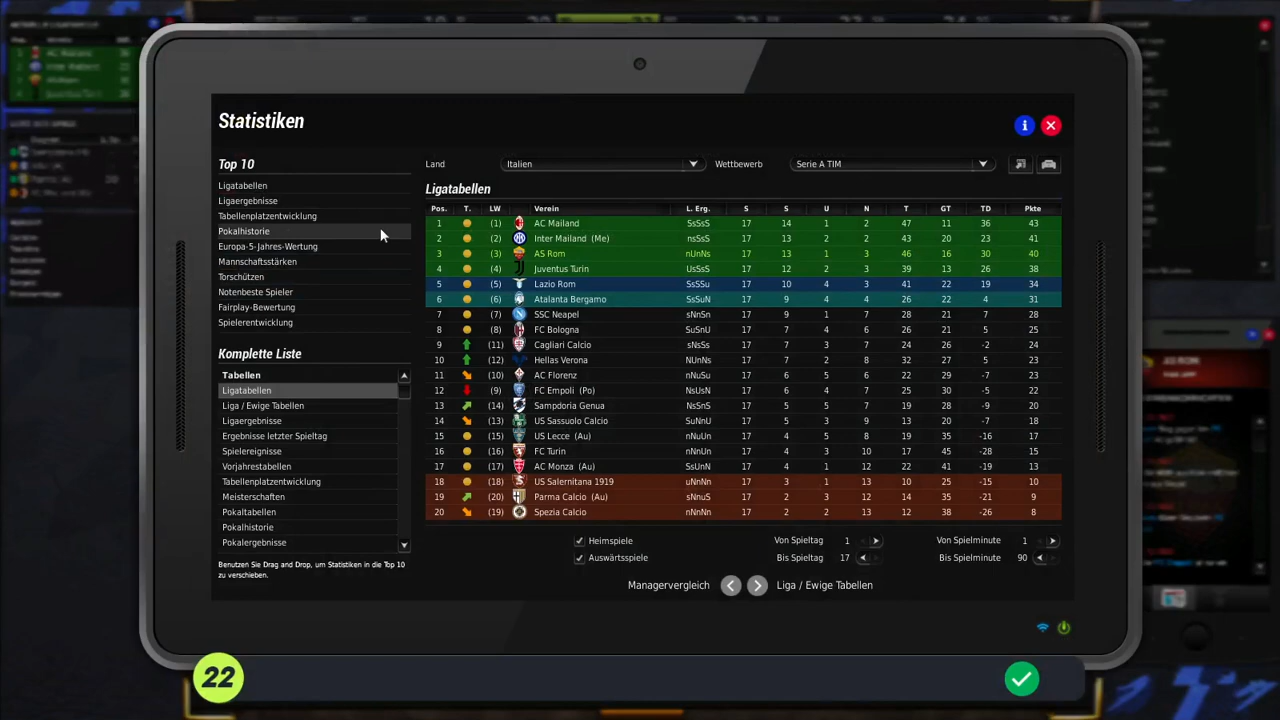 Statistiken
Top 10
Ligatabellen
Ligaergebnisse
Tabellenplatzentwicklung
Pokalhistorie
Europa-5-Jahres-Wertung
Mannschaftsstärken
Torschützen
Notenbeste Spieler
Fairplay-Bewertung
Spielerentwicklung
Komplette Liste
Tabellen
Ligatabellen
Liga / Ewige Tabellen
Ligaergebnisse
Ergebnisse letzter Spieltag
Spielereignisse
Vorjahrestabellen
Tabellenplatzentwicklung
Meisterschaften
Pokaltabellen
Pokalhistorie
Pokalergebnisse
Benutzen Sie Drag and Drop, um Statistiken in die Top 10
zu verschieben.
Land Italien Wettbewerb Serie A TIM
Ligatabellen
Pos. T. LW Verein L. Erg. S S U N T GT TD Pkte
1 (1) AC Mailand SsSsS 17 14 1 2 47 11 36 43
2 (2) Inter Mailand (Me) nsSsS 17 13 2 2 43 20 23 41
3 (3) AS Rom nUnNs 17 13 1 3 46 16 30 40
4 (4) Juventus Turin UsSsS 17 12 2 3 39 13 26 38
5 (5) Lazio Rom SsSSu 17 10 4 3 41 22 19 34
6 (6) Atalanta Bergamo SsSuN 17 9 4 4 26 22 4 31
7 (7) SSC Neapel sNnSn 17 9 1 7 28 21 7 28
8 (8) FC Bologna SuSnU 17 7 4 6 26 21 5 25
9 (11) Cagliari Calcio sNsSs 17 7 3 7 24 26 -2 24
10 (12) Hellas Verona NUnNs 17 7 2 8 32 27 5 23
11 (10) AC Florenz nNuSu 17 6 5 6 22 29 -7 23
12 (9) FC Empoli (Po) NsUsN 17 6 4 7 25 30 -5 22
13 (14) Sampdoria Genua NsSnS 17 5 5 7 19 28 -9 20
14 (13) US Sassuolo Calcio SuNnU 17 5 3 9 13 20 -7 18
15 (15) US Lecce (Au) nNuUn 17 4 5 8 19 35 -16 17
16 (16) FC Turin nNnUn 17 4 3 10 17 45 -28 15
17 (17) AC Monza (Au) SsUnN 17 4 1 12 22 41 -19 13
18 (18) US Salernitana 1919 uNNNn 17 3 1 13 10 25 -15 10
19 (20) Parma Calcio (Au) sNnuS 17 2 3 12 14 35 -21 9
20 (19) Spezia Calcio nNnNn 17 2 2 13 12 38 -26 8
Heimspiele Von Spieltag 1 Von Spielminute 1
Auswärtsspiele Bis Spieltag 17 Bis Spielminute 90
Managervergleich Liga / Ewige Tabellen
22